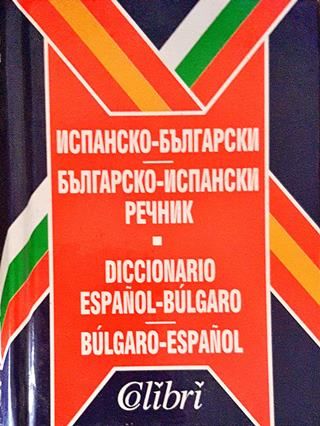 ИСПАНСКО-БЪЛГАРСКИ
БЪЛГАРСКО-ИСПАНСКИ
РЕЧНИК
DICCIONARIO
ESPAÑOL-BÚLGARO
BÚLGARO-ESPAÑOL
Colibri